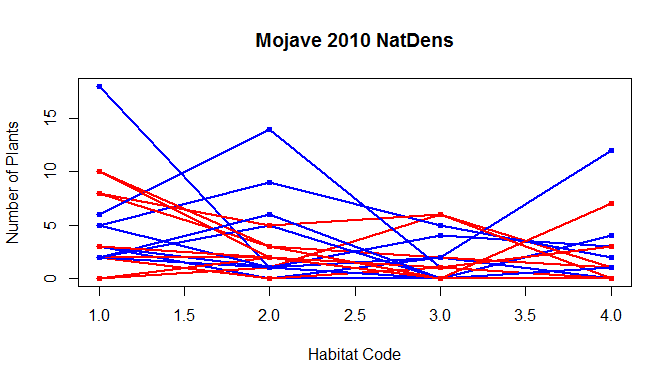 Mojave 2010 NatDens
Number of Plants
15
10
5
0
1.0 1.5 2.0 2.5 3.0 3.5 4.0
Habitat Code